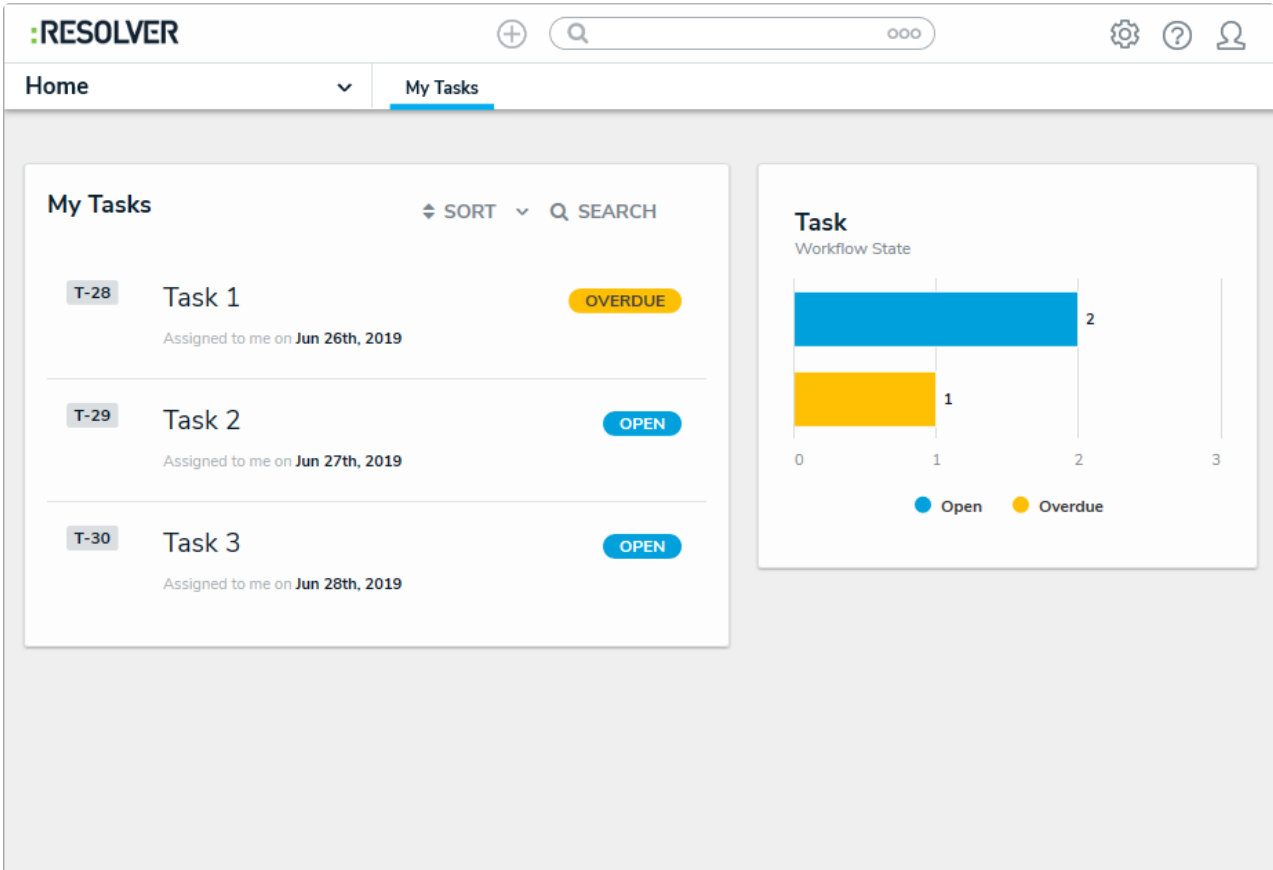 :RESOLVER
Home
My Tasks
My Tasks
SORT SEARCH
T-28 Task 1 OVERDUE
Assigned to me on Jun 26th, 2019
T-29 Task 2 OPEN
Assigned to me on Jun 27th, 2019
T-30 Task 3 OPEN
Assigned to me on Jun 28th, 2019
Task
Workflow State
2
1
0 1 2 3
Open Overdue